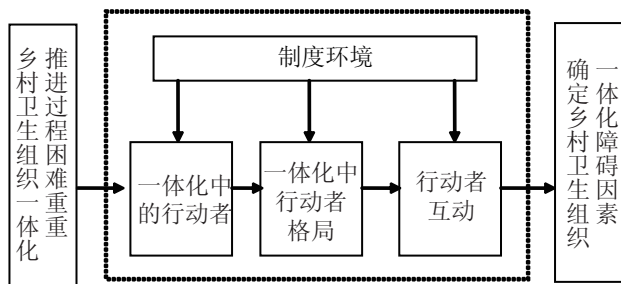 乡村卫生组织一体化
推进过程困难重重
制度环境
一体化中
的行动者
一体化中
行动者
格局
行动者
互动
确定乡村卫生组织
一体化障碍因素